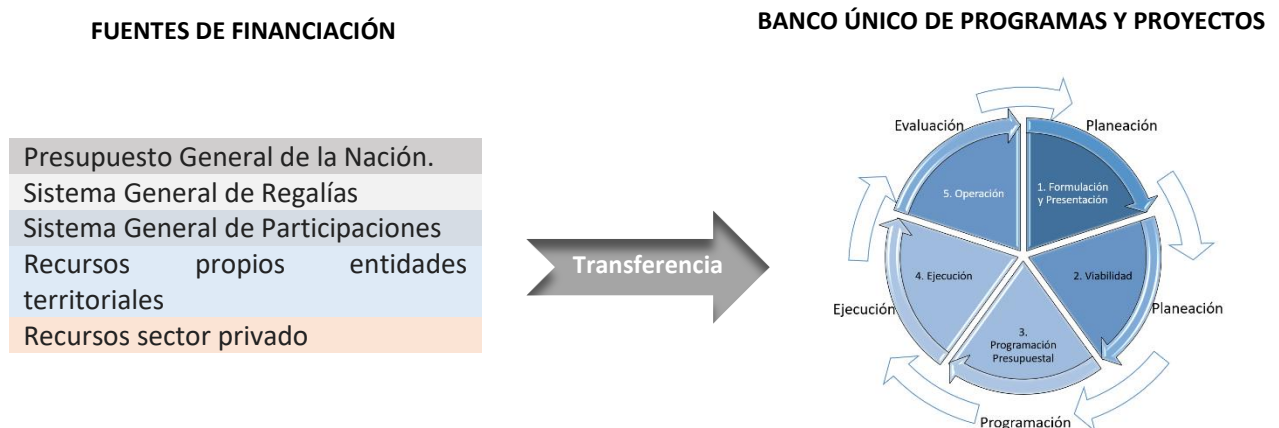 FUENTES DE FINANCIACIÓN
BANCO ÚNICO DE PROGRAMAS Y PROYECTOS
Presupuesto General de la Nación.
Sistema General de Regalías
Sistema General de Participaciones
Recursos propios entidades
territoriales
Recursos sector privado
Transferencia
Evaluación
Planeación
5. Operación
1. Formulación
y Presentación
4. Ejecución
2. Viabilidad
Ejecución
Planeación
3.
Programación
Presupuestal
Programación